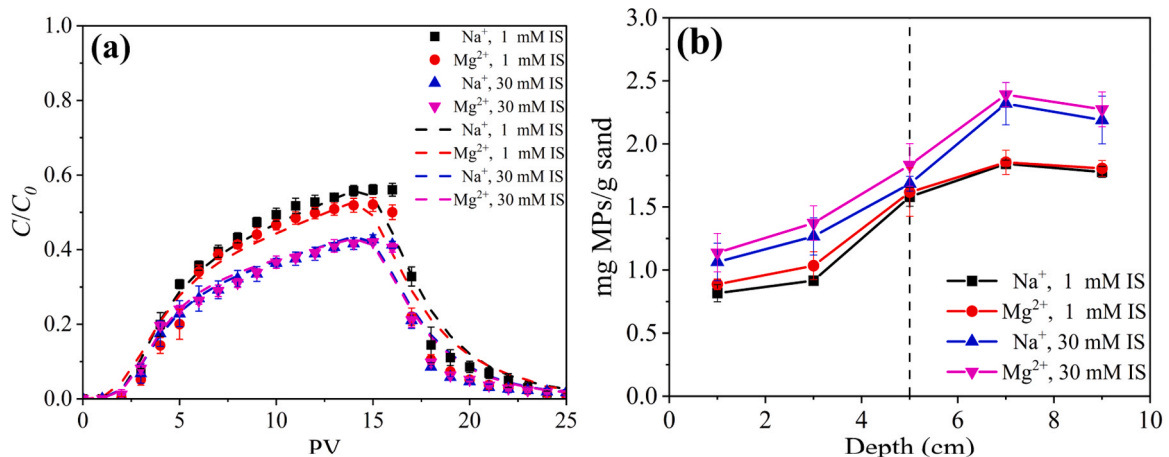 (a)
C/C₀
1.0
0.8
0.6
0.4
0.2
0.0
Na⁺, 1 mM IS
Mg²⁺, 1 mM IS
Na⁺, 30 mM IS
Mg²⁺, 30 mM IS
Na⁺, 1 mM IS
Mg²⁺, 1 mM IS
Na⁺, 30 mM IS
Mg²⁺, 30 mM IS
0 5 10 15 20 25
PV
(b)
mg MPs/g sand
3.0
2.5
2.0
1.5
1.0
0.5
0.0
Na⁺, 1 mM IS
Mg²⁺, 1 mM IS
Na⁺, 30 mM IS
Mg²⁺, 30 mM IS
0 2 4 6 8 10
Depth (cm)